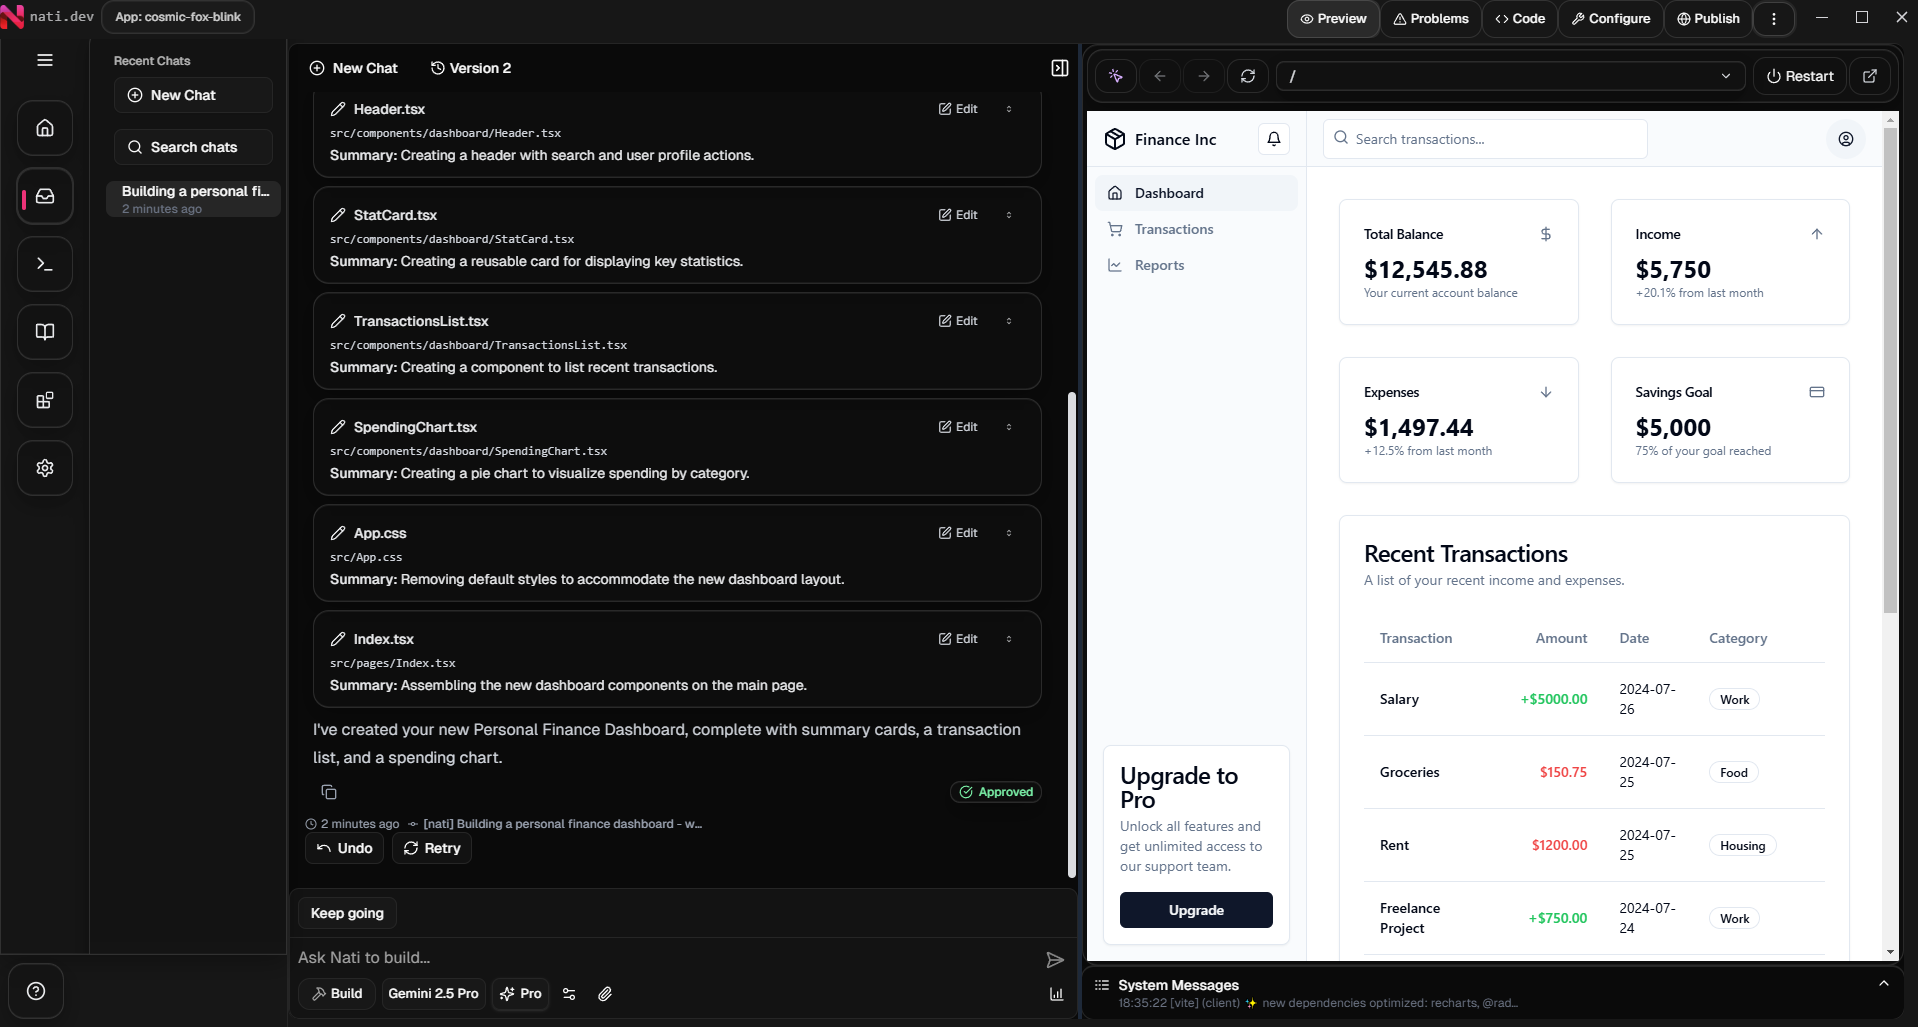 nati.dev
App: cosmic-fox-blink
Preview
Problems
Code
Configure
Publish
Recent Chats
New Chat
Search chats
Building a personal fi...
2 minutes ago
New Chat
Version 2
Header.tsx
Edit
src/components/dashboard/Header.tsx
Summary: Creating a header with search and user profile actions.
StatCard.tsx
Edit
src/components/dashboard/StatCard.tsx
Summary: Creating a reusable card for displaying key statistics.
TransactionsList.tsx
Edit
src/components/dashboard/TransactionsList.tsx
Summary: Creating a component to list recent transactions.
SpendingChart.tsx
Edit
src/components/dashboard/SpendingChart.tsx
Summary: Creating a pie chart to visualize spending by category.
App.css
Edit
src/App.css
Summary: Removing default styles to accommodate the new dashboard layout.
Index.tsx
Edit
src/pages/Index.tsx
Summary: Assembling the new dashboard components on the main page.
I've created your new Personal Finance Dashboard, complete with summary cards, a transaction
list, and a spending chart.
Approved
2 minutes ago
[nati] Building a personal finance dashboard - w...
Undo
Retry
Keep going
Ask Nati to build...
Build
Gemini 2.5 Pro
Pro
/
Restart
Finance Inc
Search transactions...
Dashboard
Transactions
Reports
Upgrade to
Pro
Unlock all features and
get unlimited access to
our support team.
Upgrade
Total Balance
$
$12,545.88
Your current account balance
Income
$5,750
+20.1% from last month
Expenses
$1,497.44
+12.5% from last month
Savings Goal
$5,000
75% of your goal reached
Recent Transactions
A list of your recent income and expenses.
Transaction
Amount
Date
Category
Salary
+$5000.00
2024-07-
26
Work
Groceries
$150.75
2024-07-
25
Food
Rent
$1200.00
2024-07-
25
Housing
Freelance
Project
+$750.00
2024-07-
24
Work
System Messages
18:35:22 [vite] (client) ✨ new dependencies optimized: recharts, @rad...